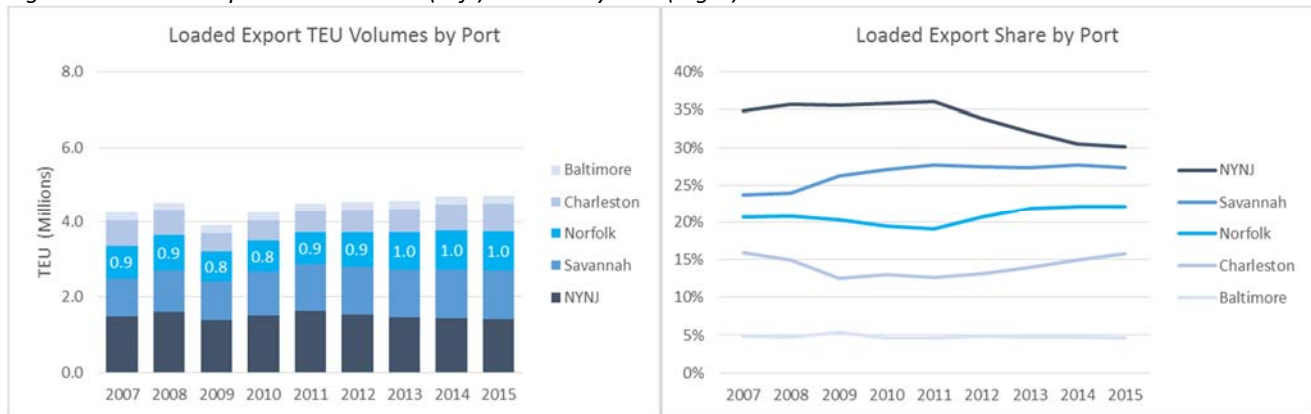 Loaded Export TEU Volumes by Port
8.0
6.0
4.0
2.0
0.0
TEU (Millions)
0.9
0.9
0.8
0.8
0.9
0.9
1.0
1.0
1.0
2007 2008 2009 2010 2011 2012 2013 2014 2015
Baltimore
Charleston
Norfolk
Savannah
NYNJ
Loaded Export Share by Port
40%
35%
30%
25%
20%
15%
10%
5%
0%
2007 2008 2009 2010 2011 2012 2013 2014 2015
NYNJ
Savannah
Norfolk
Charleston
Baltimore